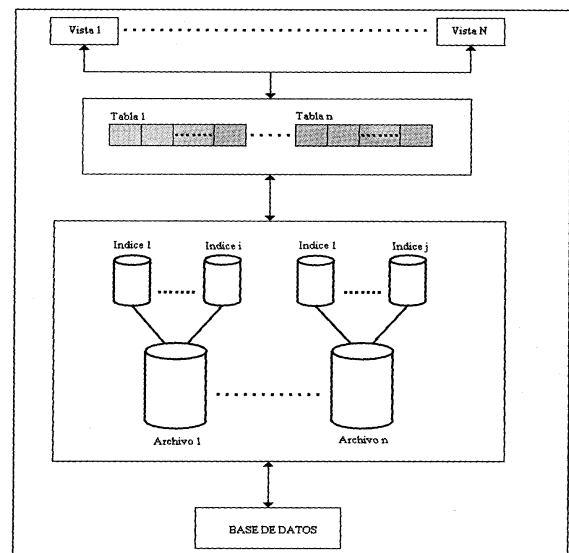 Vista 1
Vista N
Tabla 1
Tabla n
Indice 1
Indice i
Indice 1
Indice j
Archivo 1
Archivo n
BASE DE DATOS